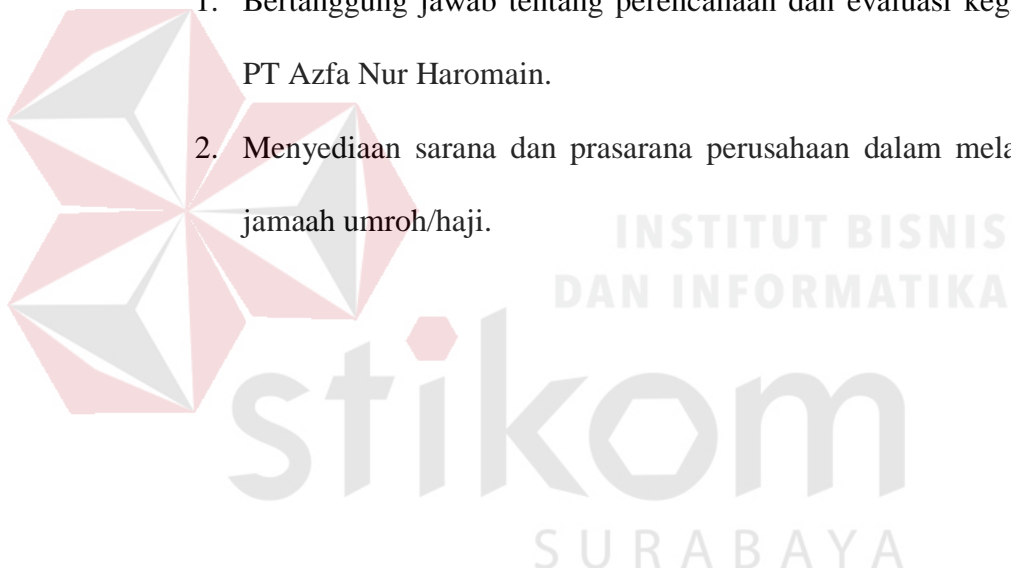 1. Bertanggung jawab tentang perencanaan dan evaluasi keg
PT Azfa Nur Haromain.
2. Menyediaan sarana dan prasarana perusahaan dalam mela
jamaah umroh/haji.
INSTITUT BISNIS
DAN INFORMATIKA
stikom
SURABAYA